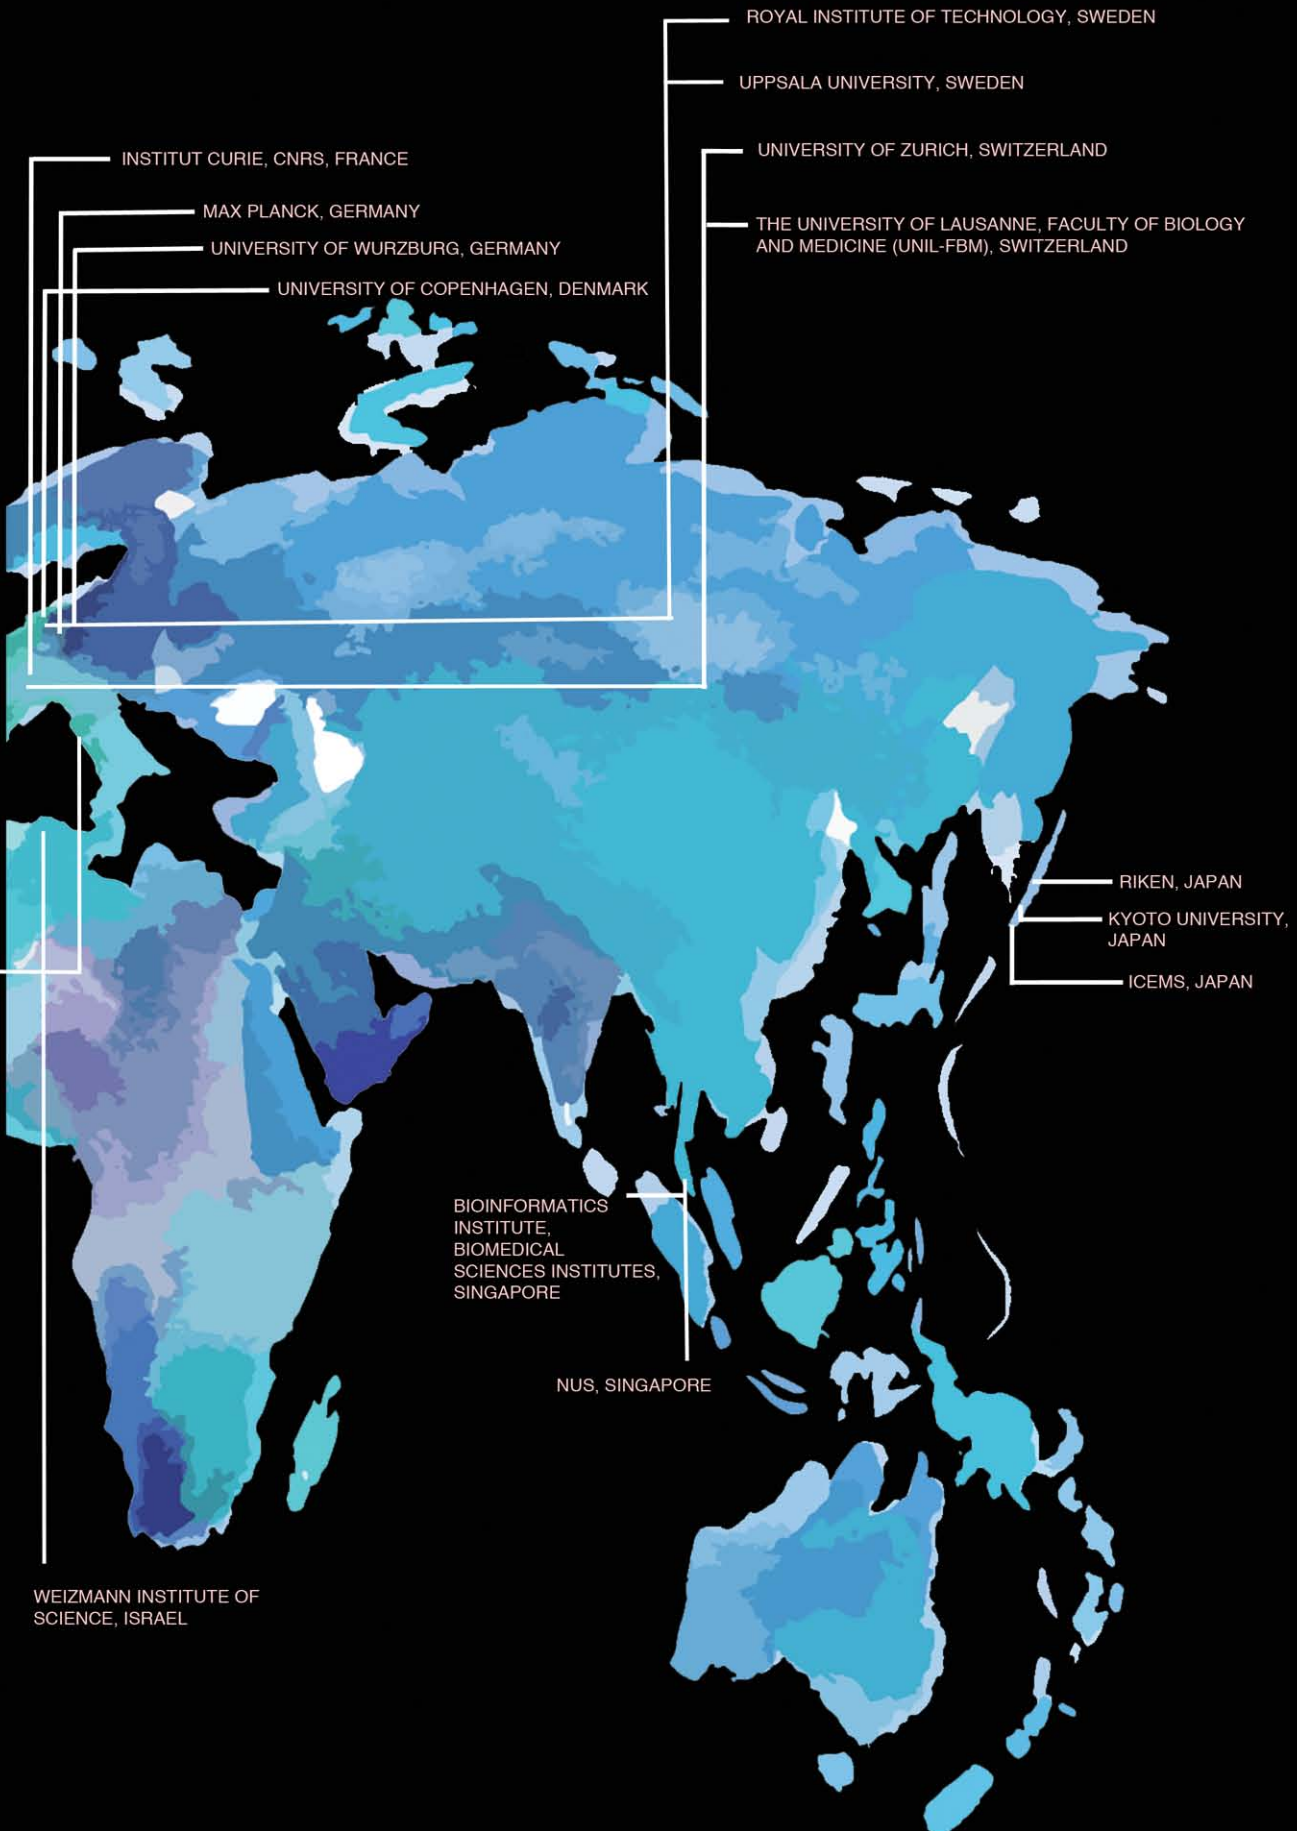 ROYAL INSTITUTE OF TECHNOLOGY, SWEDEN
UPPSALA UNIVERSITY, SWEDEN
UNIVERSITY OF ZURICH, SWITZERLAND
INSTITUT CURIE, CNRS, FRANCE
MAX PLANCK, GERMANY
THE UNIVERSITY OF LAUSANNE, FACULTY OF BIOLOGY
AND MEDICINE (UNIL-FBM), SWITZERLAND
UNIVERSITY OF WURZBURG, GERMANY
UNIVERSITY OF COPENHAGEN, DENMARK
RIKEN, JAPAN
KYOTO UNIVERSITY,
JAPAN
ICEMS, JAPAN
BIOINFORMATICS
INSTITUTE,
BIOMEDICAL
SCIENCES INSTITUTES,
SINGAPORE
NUS, SINGAPORE
WEIZMANN INSTITUTE OF
SCIENCE, ISRAEL